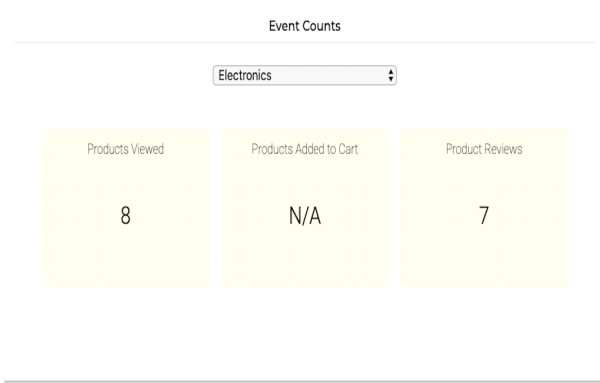 Event Counts
Electronics
Products Viewed
8
Products Added to Cart
N/A
Product Reviews
7